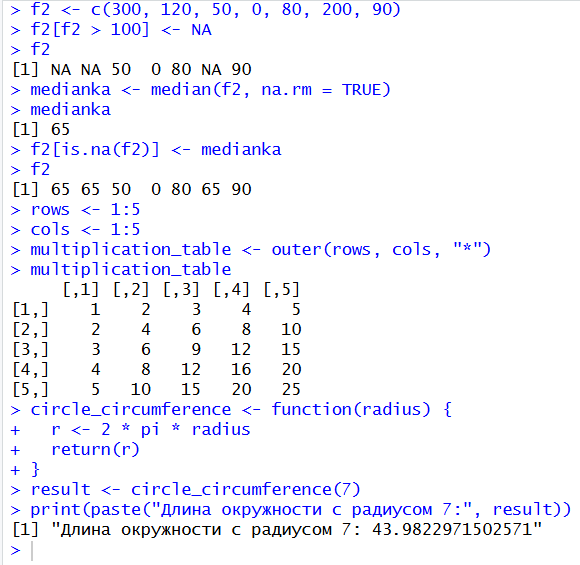 > f2 <- c(300, 120, 50, 0, 80, 200, 90)
> f2[f2 > 100] <- NA
> f2
[1] NA NA 50  0 80 NA 90
> medianka <- median(f2, na.rm = TRUE)
> medianka
[1] 65
> f2[is.na(f2)] <- medianka
> f2
[1] 65 65 50  0 80 65 90
> rows <- 1:5
> cols <- 1:5
> multiplication_table <- outer(rows, cols, "*")
> multiplication_table
     [,1] [,2] [,3] [,4] [,5]
[1,]    1    2    3    4    5
[2,]    2    4    6    8   10
[3,]    3    6    9   12   15
[4,]    4    8   12   16   20
[5,]    5   10   15   20   25
> circle_circumference <- function(radius) {
+   r <- 2 * pi * radius
+   return(r)
+ }
> result <- circle_circumference(7)
> print(paste("Длина окружности с радиусом 7:", result))
[1] "Длина окружности с радиусом 7: 43.9822971502571"
>